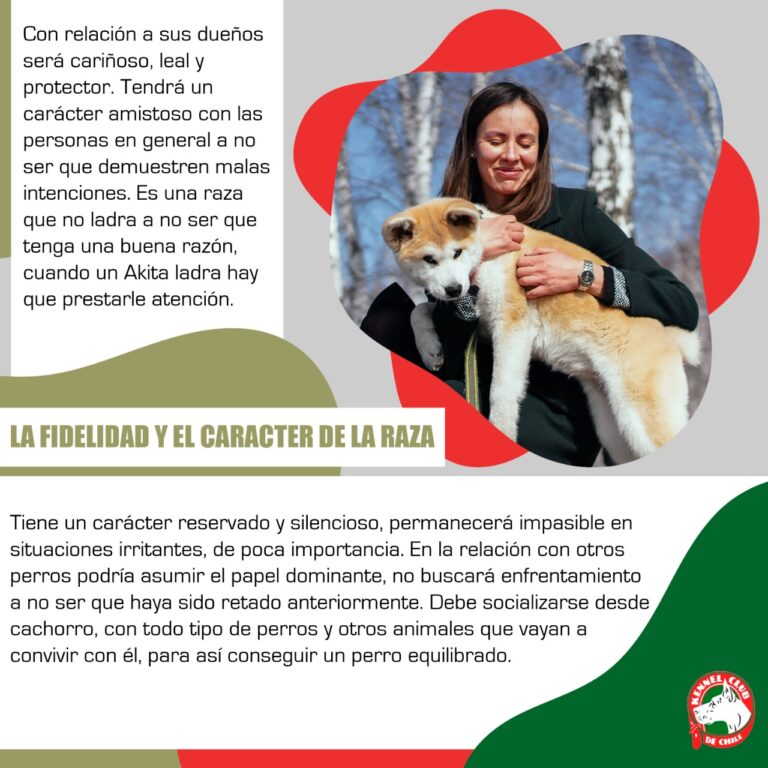 Con relación a sus dueños
será cariñoso, leal y
protector. Tendrá un
carácter amistoso con las
personas en general a no
ser que demuestren malas
intenciones. Es una raza
que no ladra a no ser que
tenga una buena razón,
cuando un Akita ladra hay
que prestarle atención.
LA FIDELIDAD Y EL CARACTER DE LA RAZA
Tiene un carácter reservado y silencioso, permanecerá impasible en
situaciones irritantes, de poca importancia. En la relación con otros
perros podría asumir el papel dominante, no buscará enfrentamiento
a no ser que haya sido retado anteriormente. Debe socializarse desde
cachorro, con todo tipo de perros y otros animales que vayan a
convivir con él, para así conseguir un perro equilibrado.
KENNEL CLUB
DE CHILE